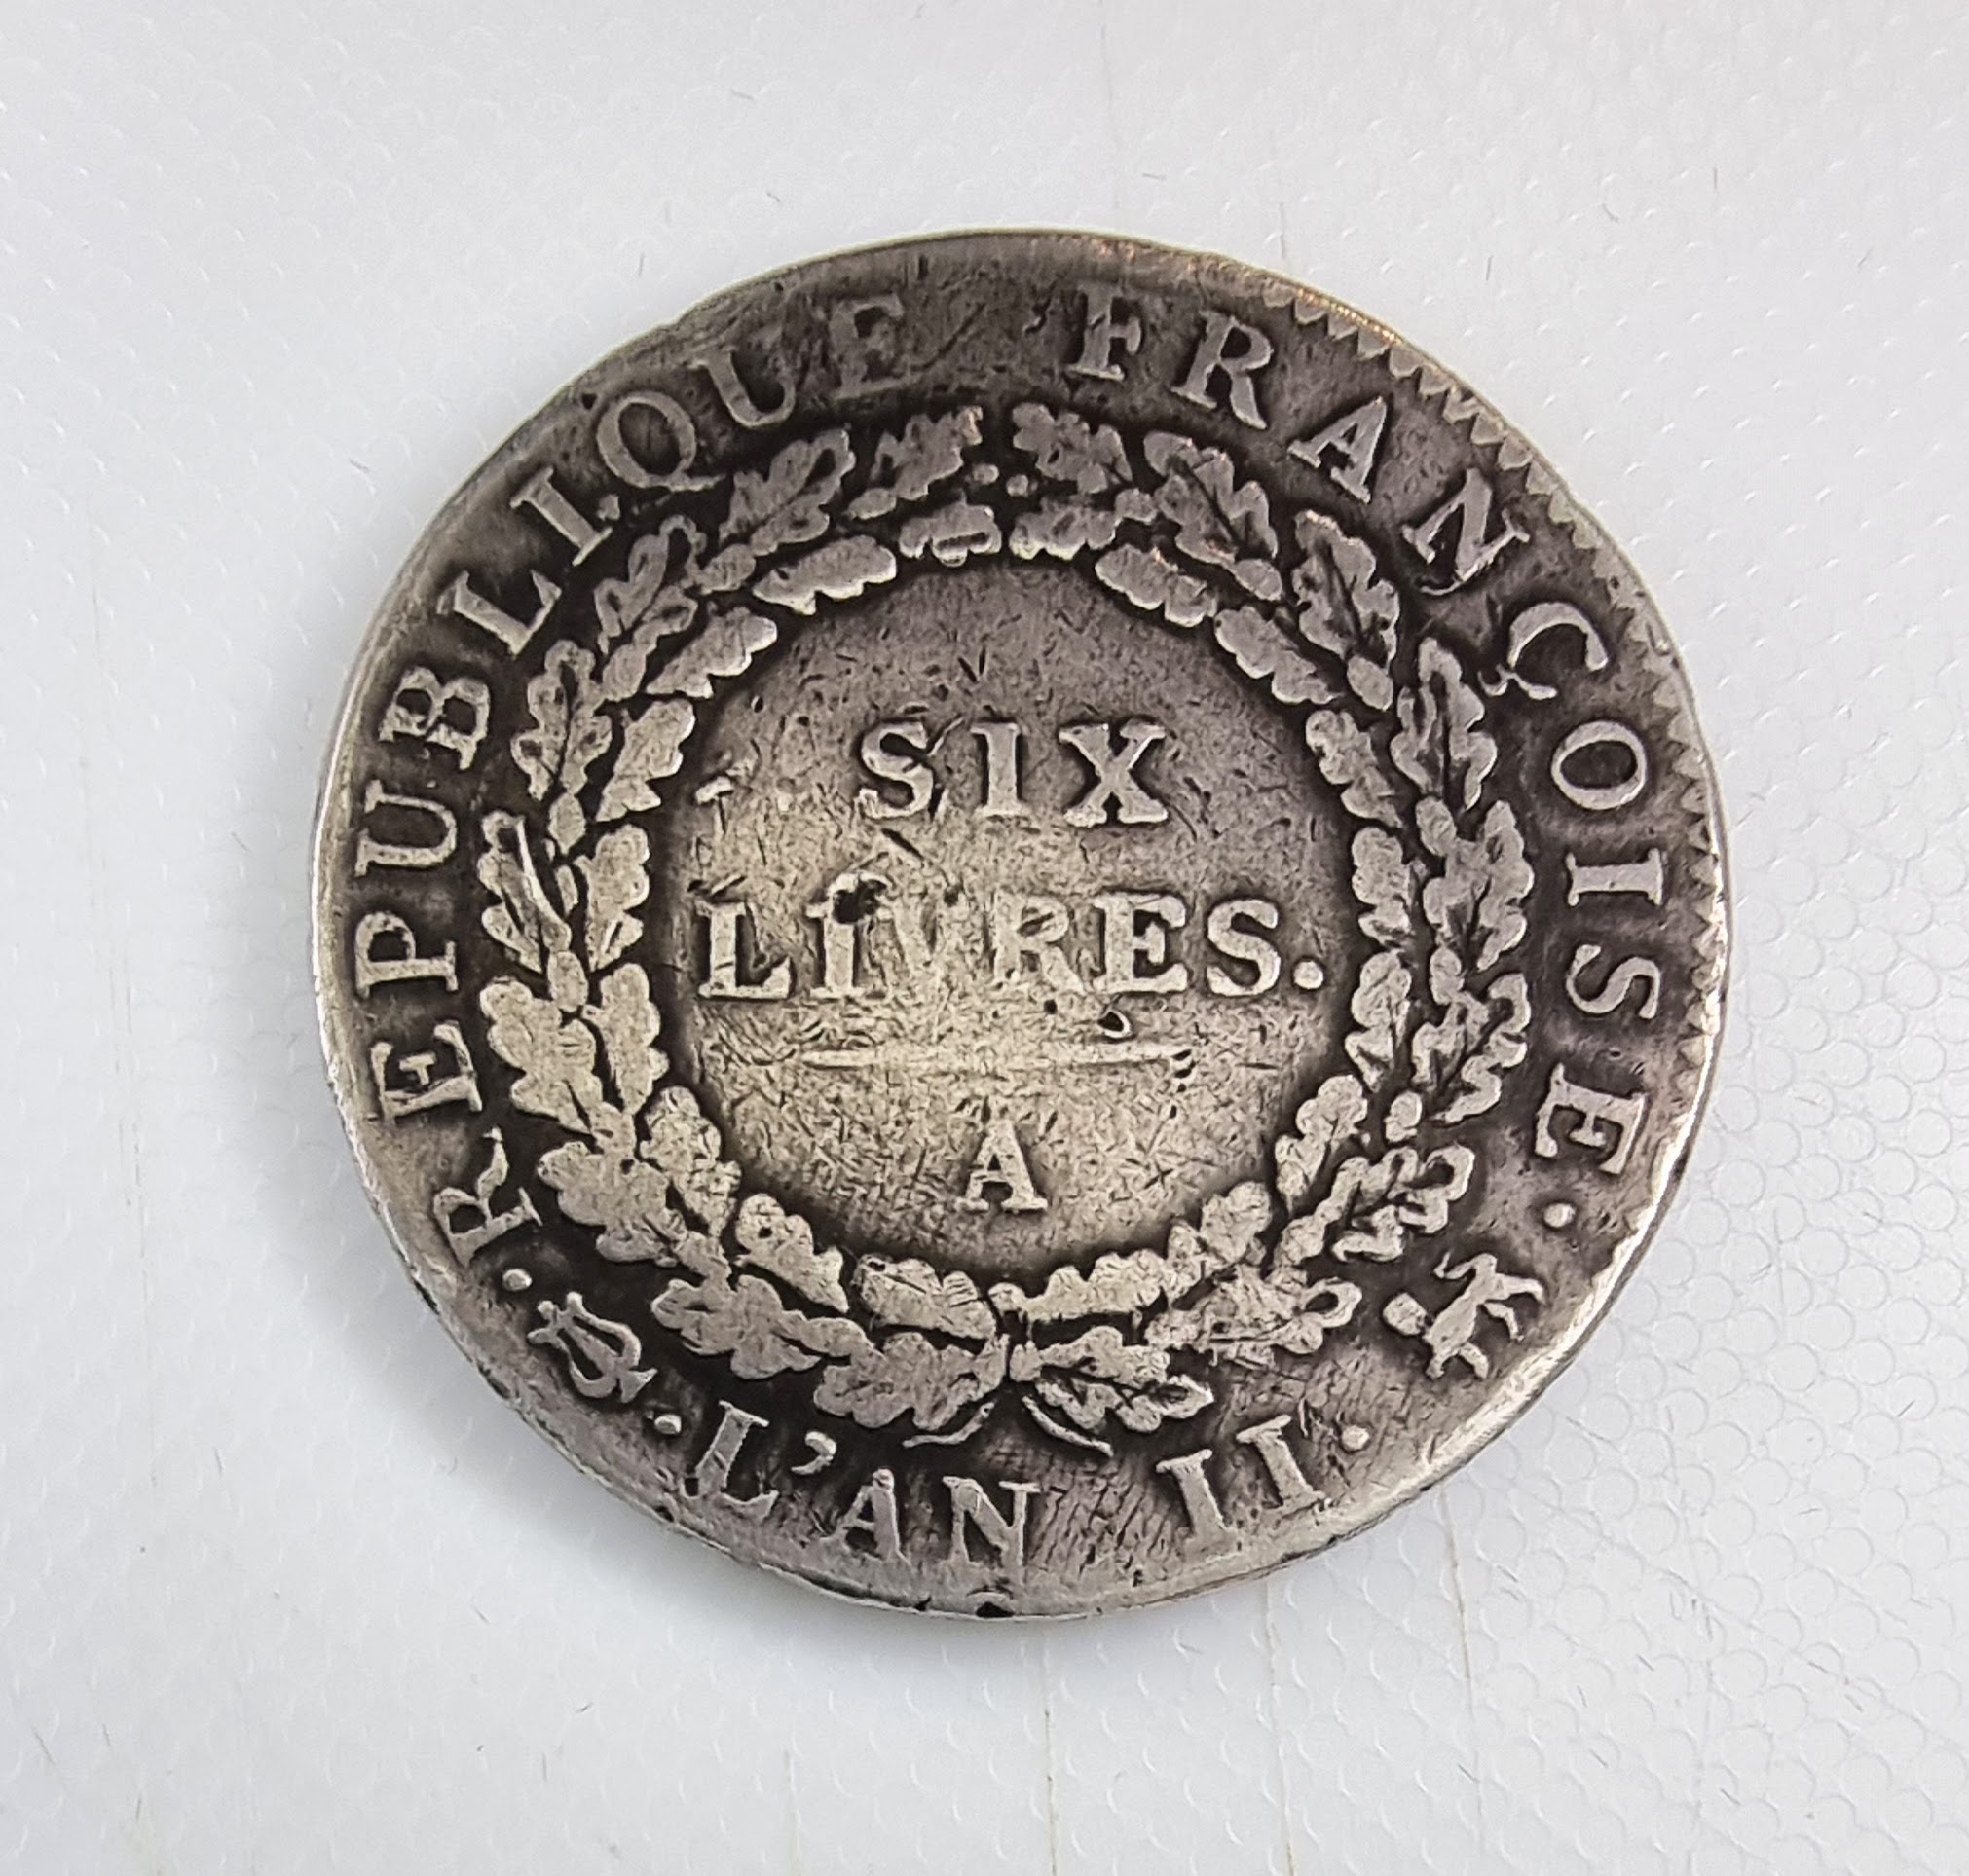 REPUBLIQUE FRANÇOISE.
SIX
LIVRES.
A
L'AN II.